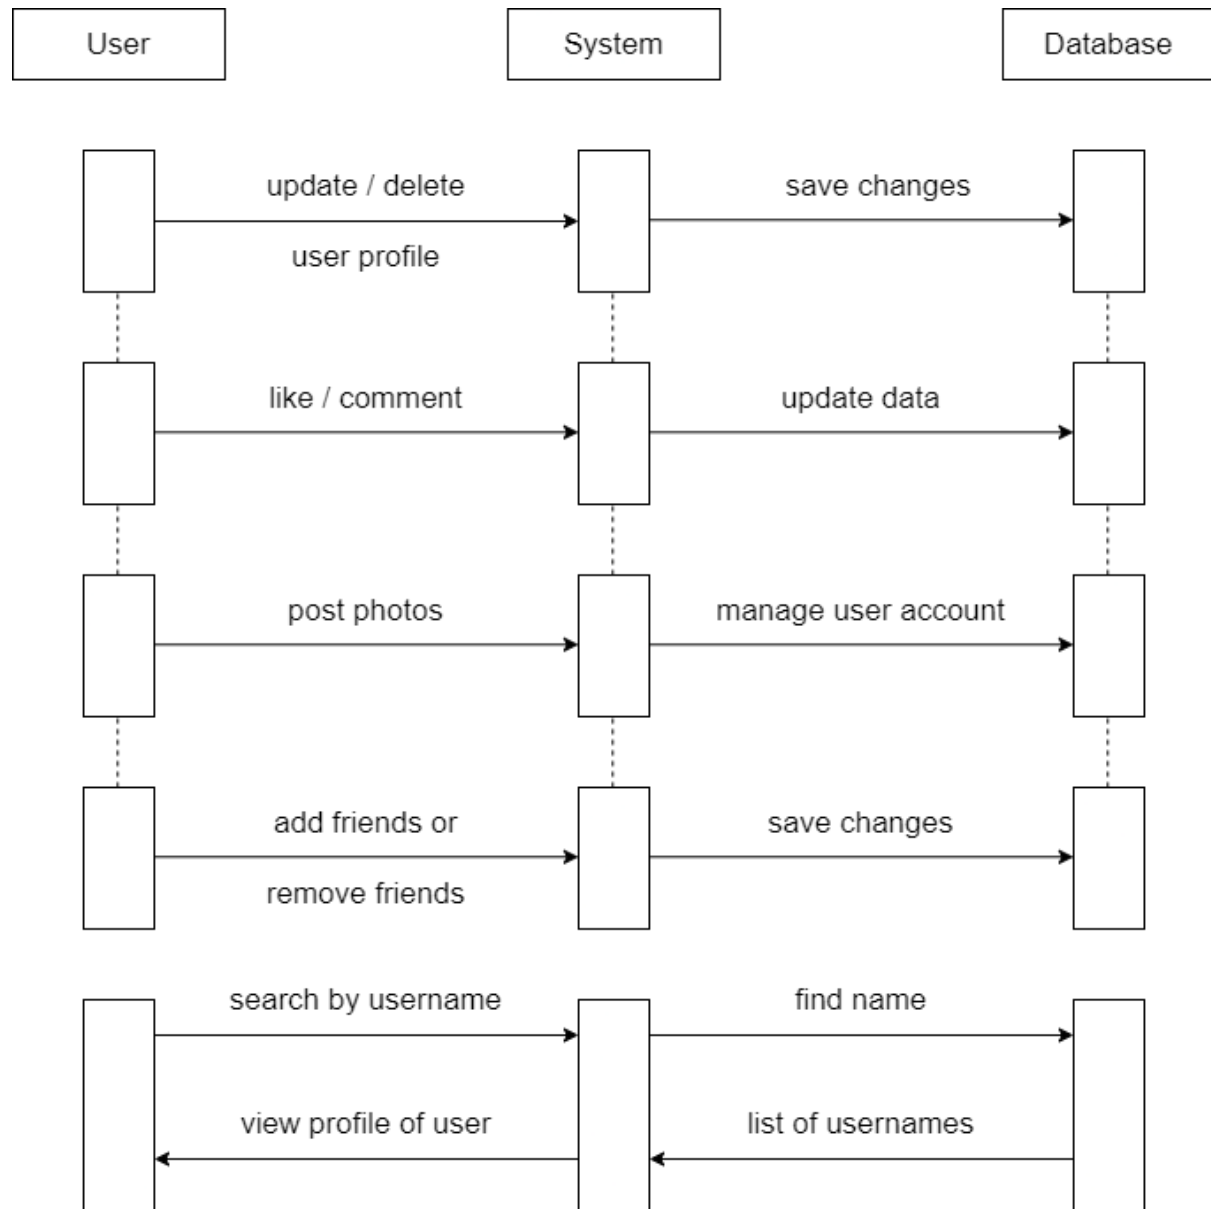 User
System
Database
update / delete
save changes
user profile
like / comment
update data
post photos
manage user account
add friends or
save changes
remove friends
search by username
find name
view profile of user
list of usernames